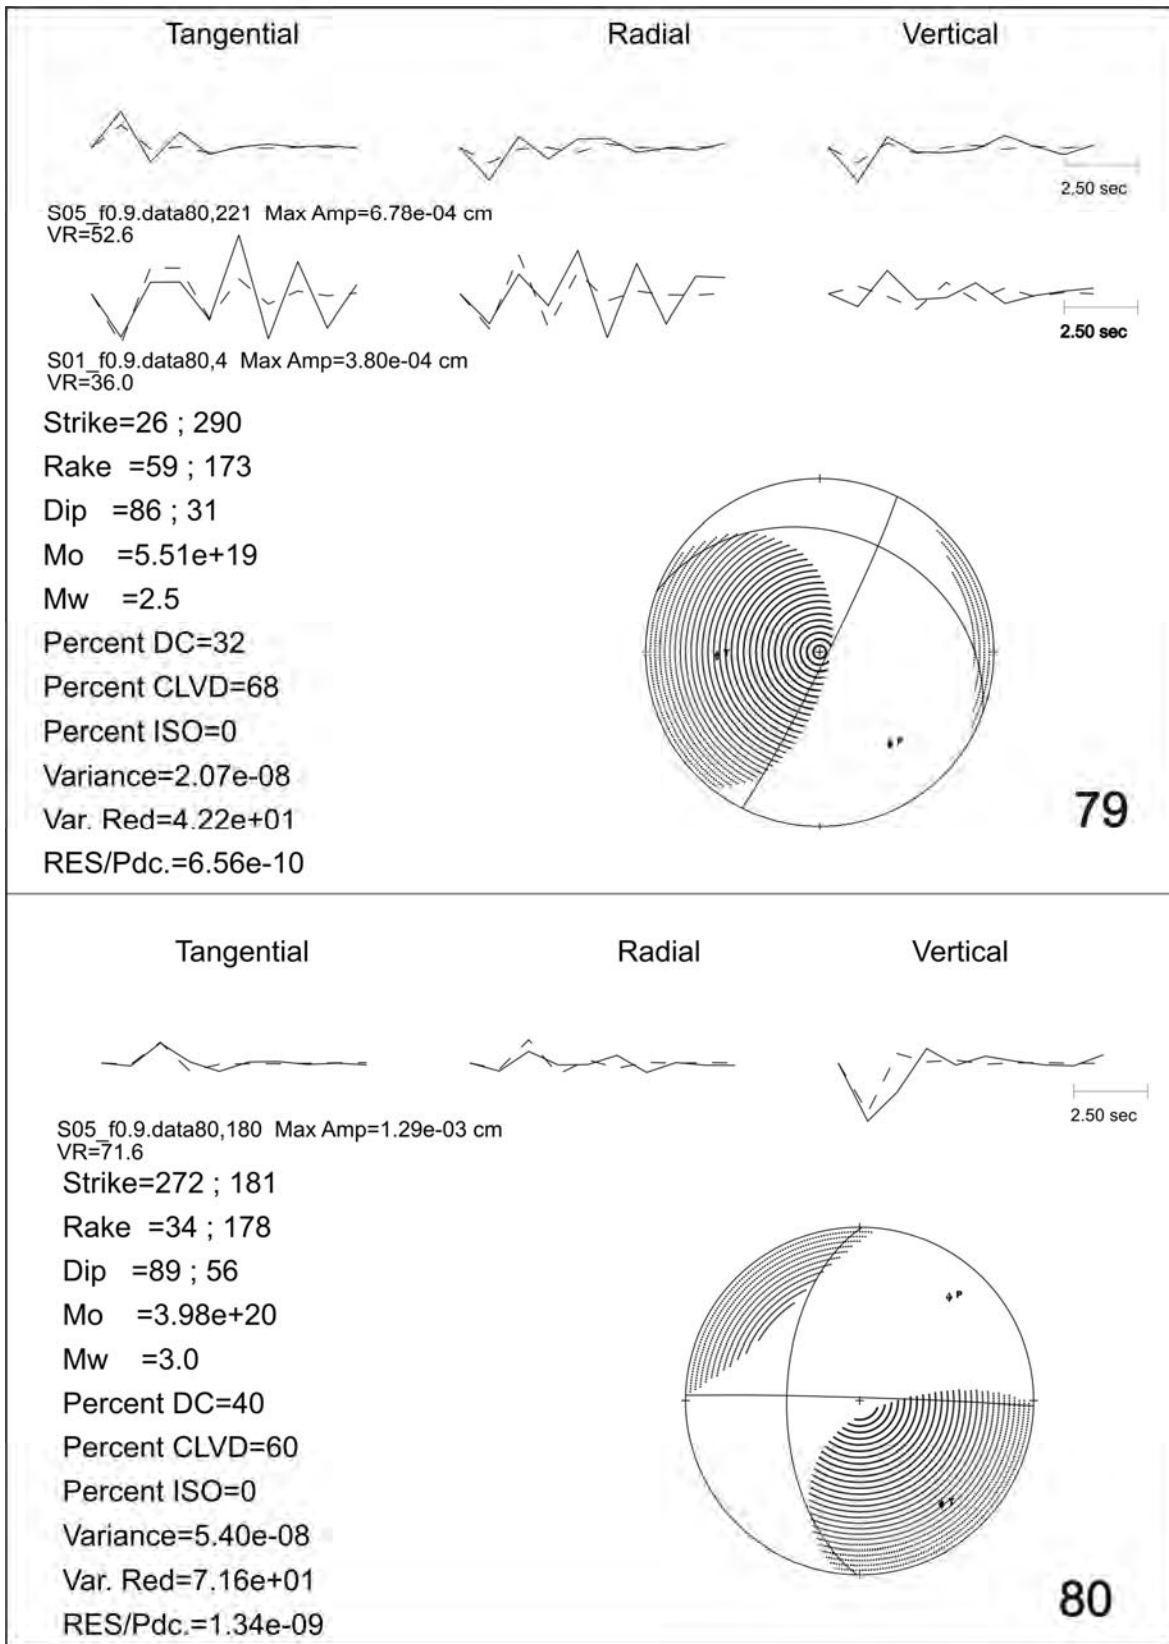 Tangential Radial Vertical
2.50 sec
S05_f0.9.data80,221 Max Amp=6.78e-04 cm
VR=52.6
2.50 sec
S01_f0.9.data80,4 Max Amp=3.80e-04 cm
VR=36.0
Strike=26 ; 290
Rake =59 ; 173
Dip =86 ; 31
Mo =5.51e+19
Mw =2.5
Percent DC=32
Percent CLVD=68
Percent ISO=0
Variance=2.07e-08
Var. Red=4.22e+01
RES/Pdc.=6.56e-10
T
P
79
Tangential Radial Vertical
2.50 sec
S05_f0.9.data80,180 Max Amp=1.29e-03 cm
VR=71.6
Strike=272 ; 181
Rake =34 ; 178
Dip =89 ; 56
Mo =3.98e+20
Mw =3.0
Percent DC=40
Percent CLVD=60
Percent ISO=0
Variance=5.40e-08
Var. Red=7.16e+01
RES/Pdc.=1.34e-09
P
T
80